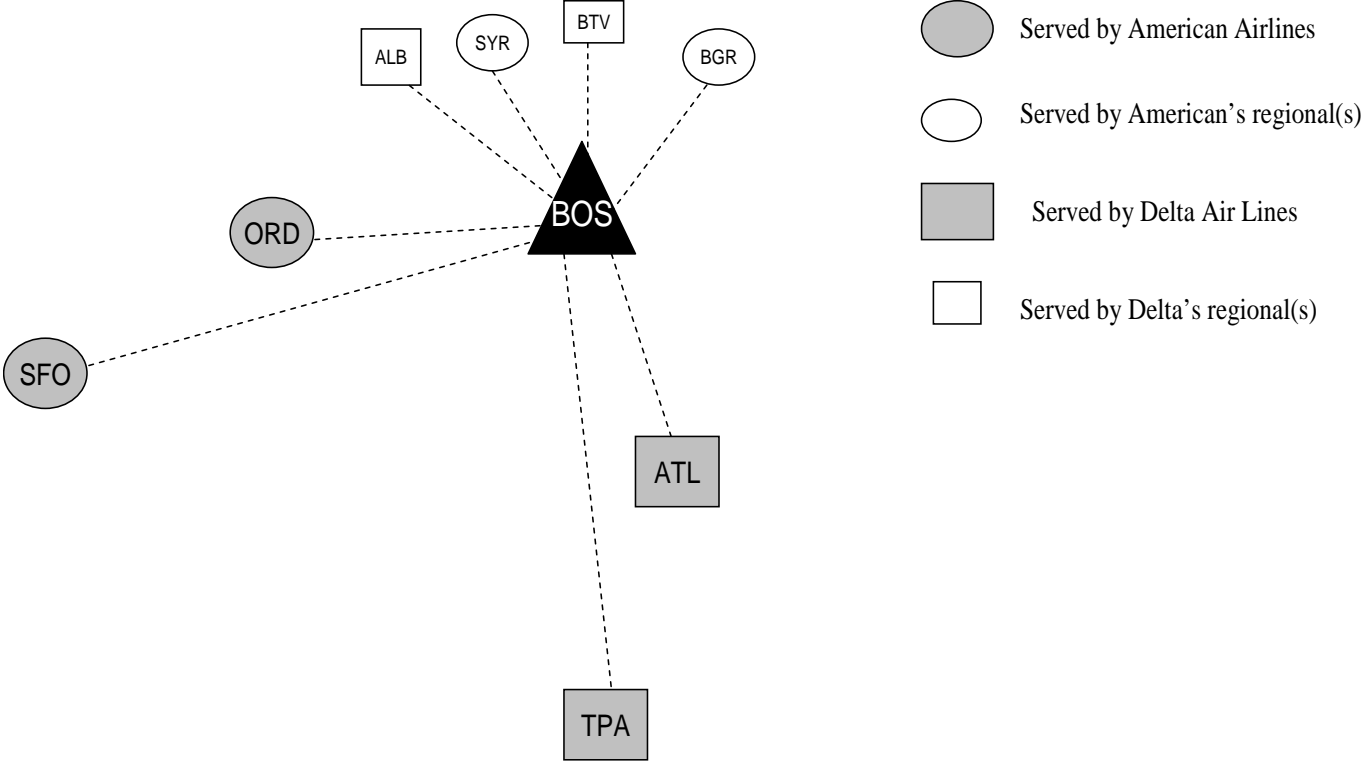 BTV
SYR
ALB
BGR
BOS
ORD
SFO
ATL
TPA
Served by American Airlines
Served by American’s regional(s)
Served by Delta Air Lines
Served by Delta’s regional(s)